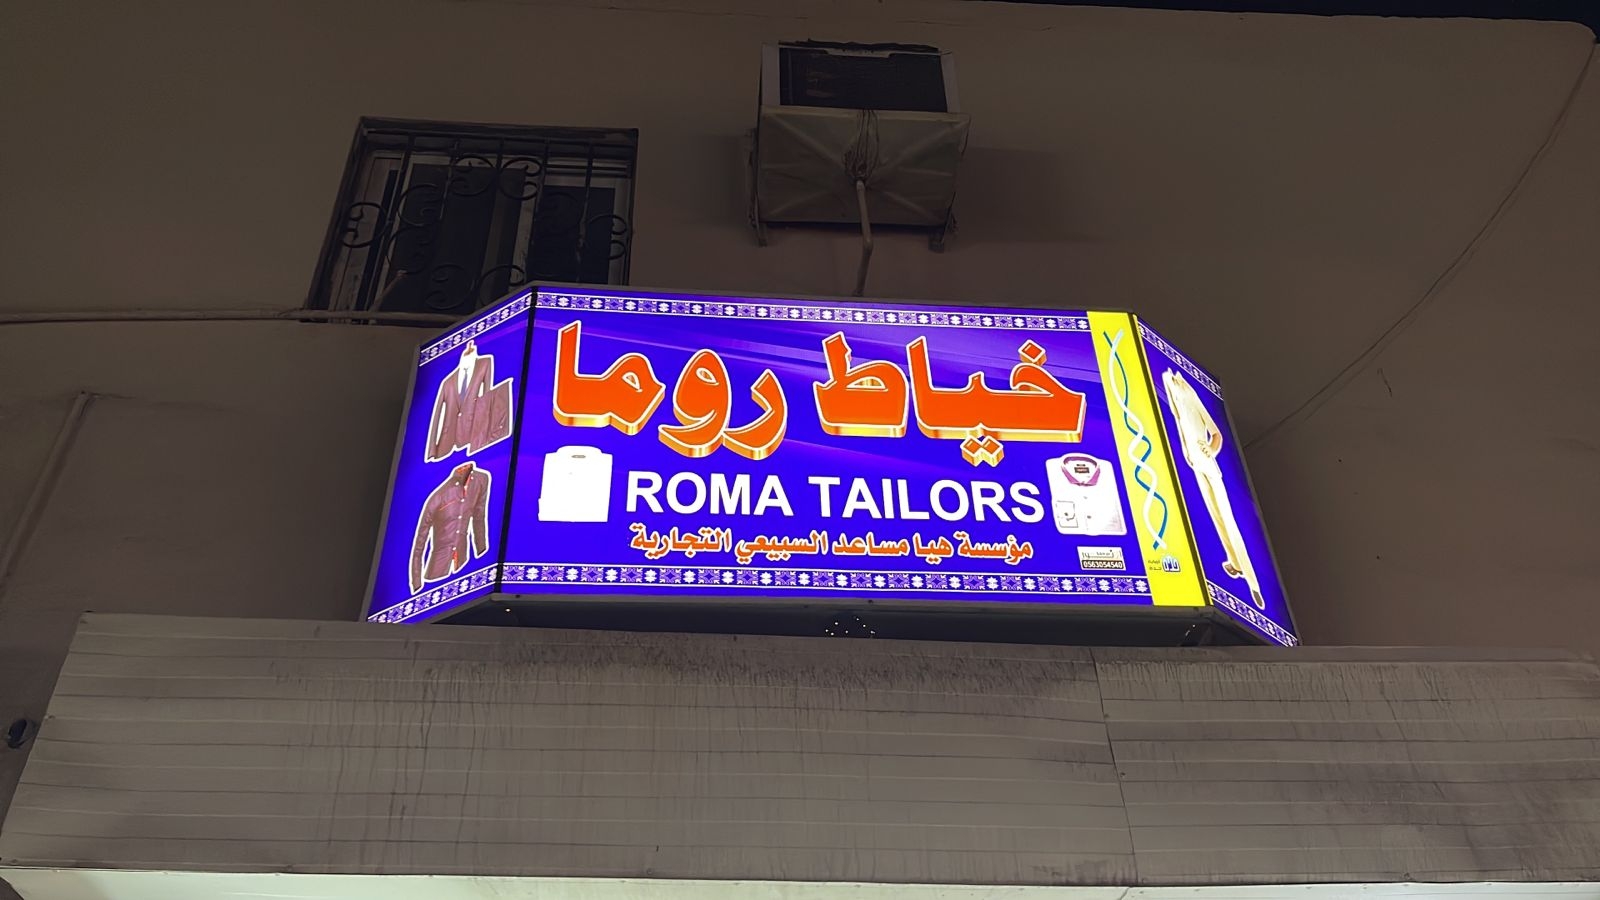 خياط روما
ROMA TAILORS
مؤسسة هيا مساعد السبيعي التجارية
0563054540